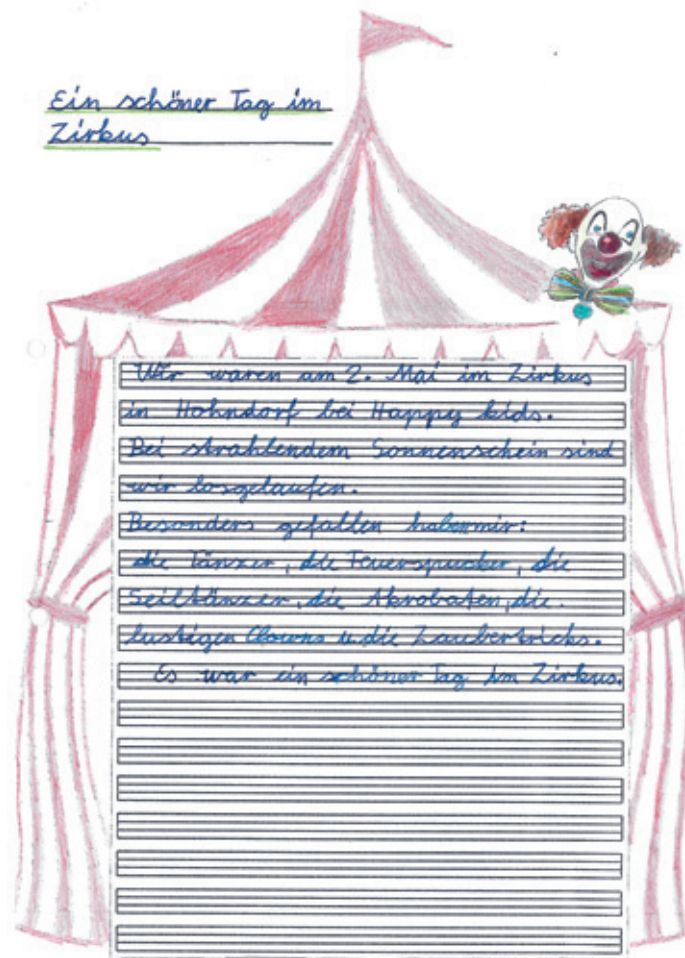 Ein schöner Tag im
Zirkus
Wir waren am 2. Mai im Zirkus
in Hohndorf bei Happy kids.
Bei strahlendem Sonnenschein sind
wir losgelaufen.
Besonders gefallen haben mir:
die Tänzer, die Feuerspucker, die
Seiltänzer, die Akrobaten, die
lustigen Clowns u. die Zaubertricks.
Es war ein schöner Tag im Zirkus.